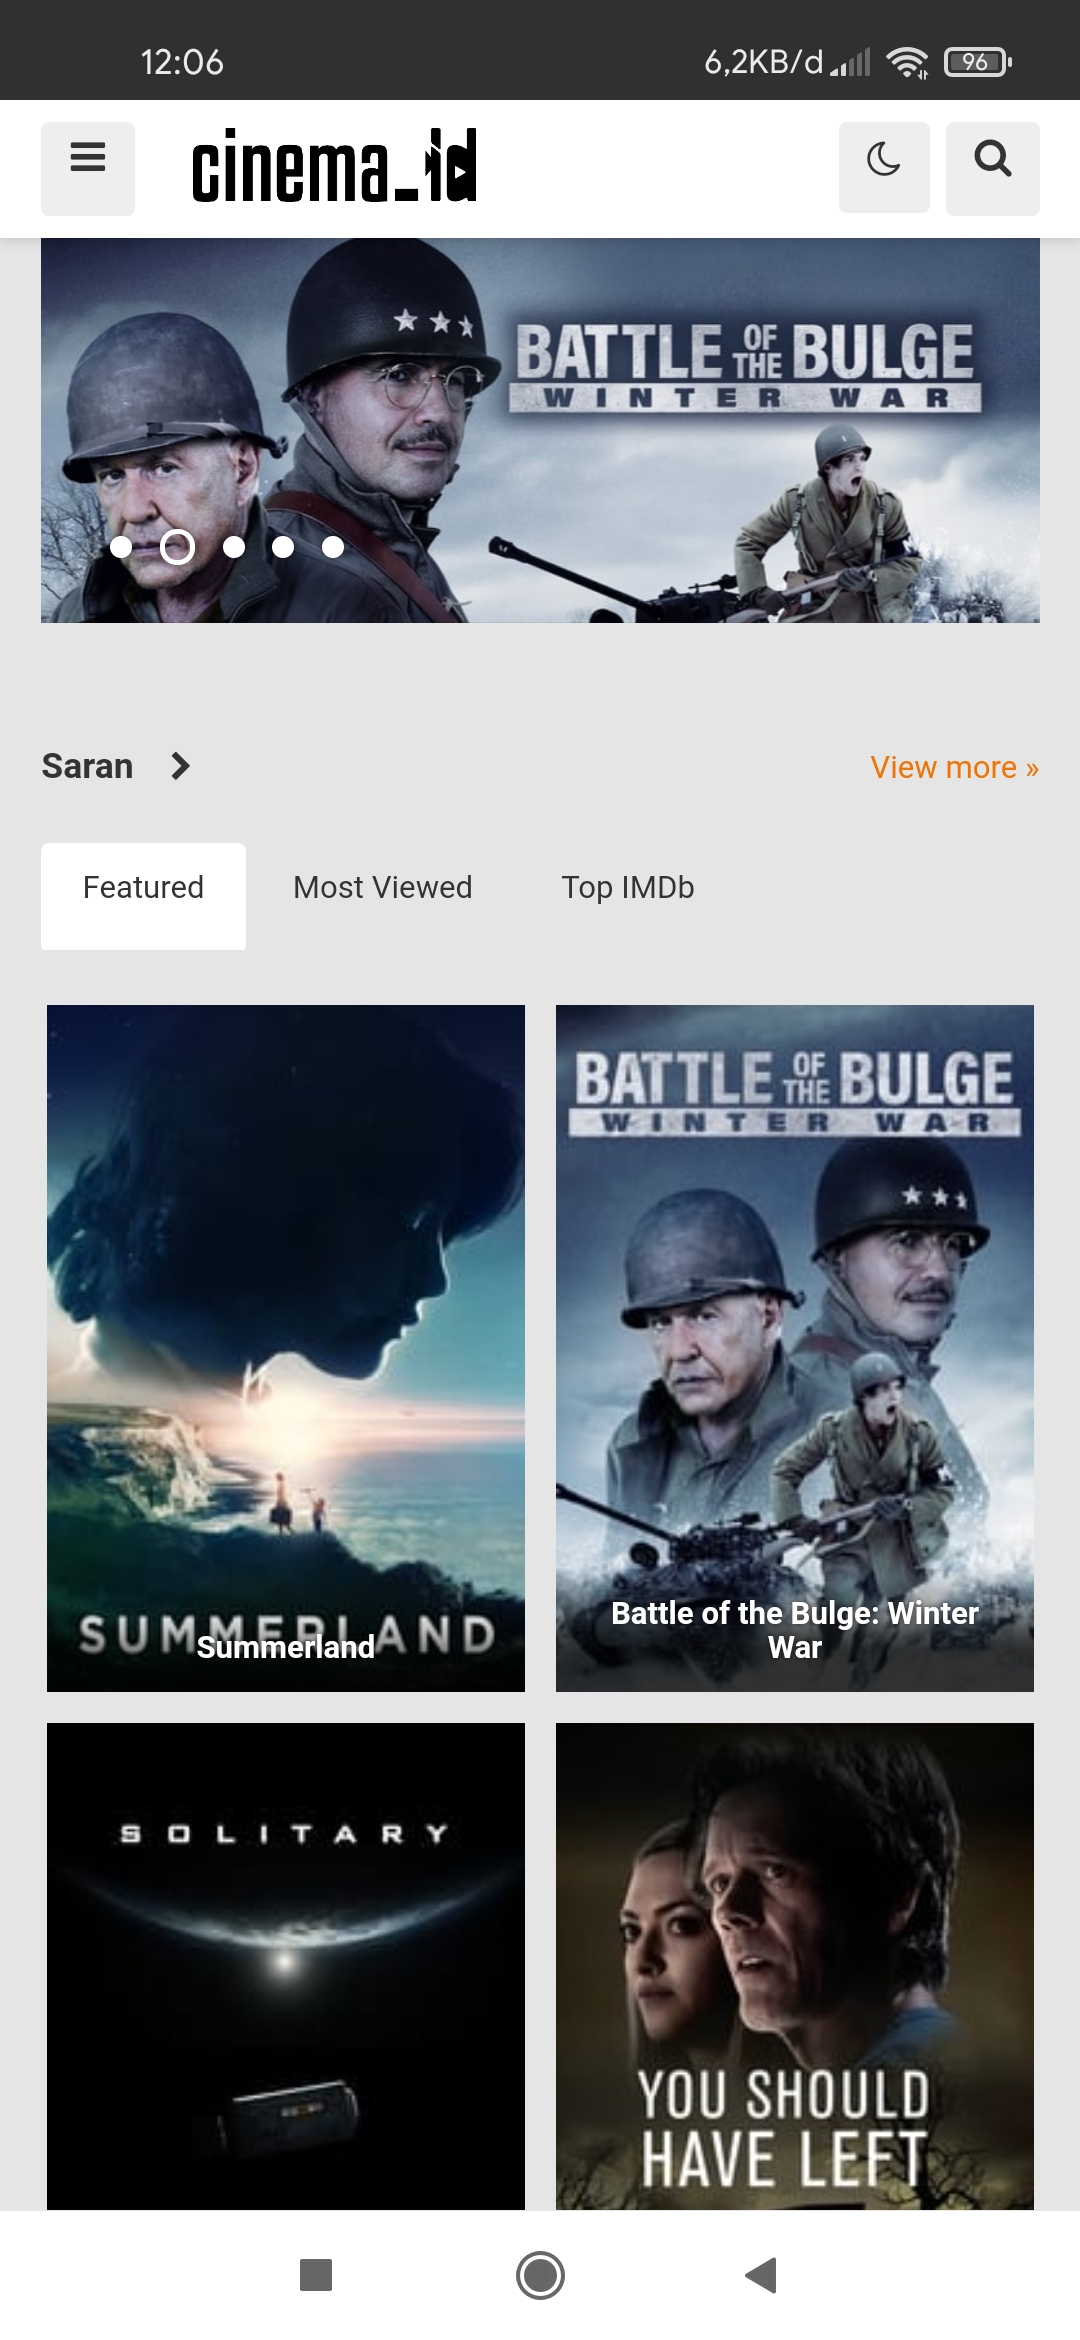 12:06
6,2KB/d
96
cinema_id
BATTLE OF THE BULGE
WINTER WAR
Saran
View more »
Featured
Most Viewed
Top IMDb
SUMMERLAND
Summerland
BATTLE OF THE BULGE
WINTER WAR
Battle of the Bulge: Winter
War
SOLITARY
YOU SHOULD
HAVE LEFT